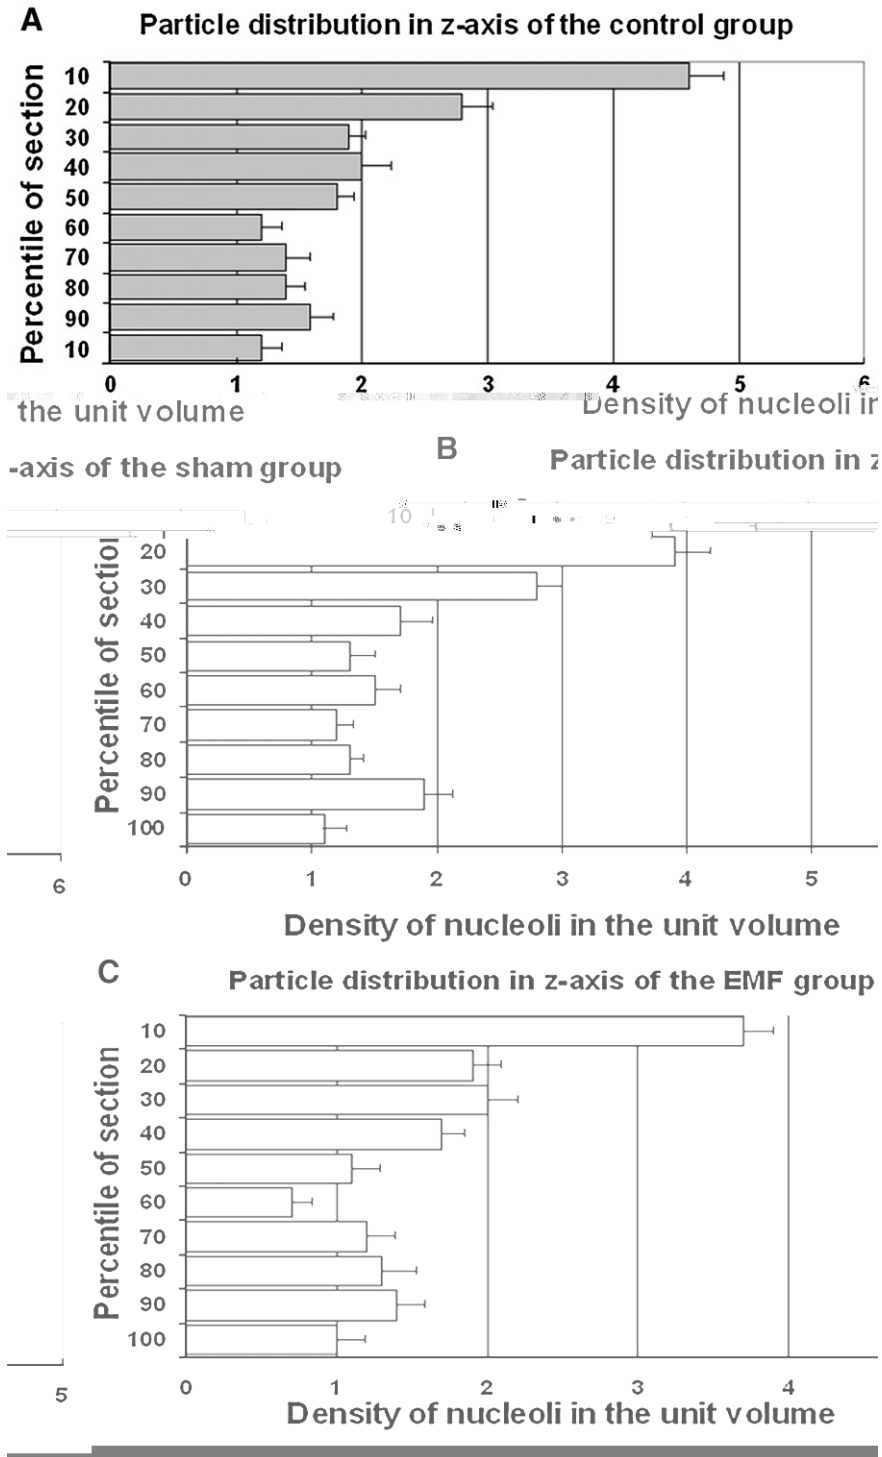 A
Particle distribution in z-axis of the control group
Percentile of section
10
20
30
40
50
60
70
80
90
10
0 1 2 3 4 5 6
the unit volume
Density of nucleoli in
-axis of the sham group
B
Particle distribution in z
10
Percentile of section
20
30
40
50
60
70
80
90
100
0 1 2 3 4 5
6
Density of nucleoli in the unit volume
C
Particle distribution in z-axis of the EMF group
Percentile of section
10
20
30
40
50
60
70
80
90
100
0 1 2 3 4
5
Density of nucleoli in the unit volume